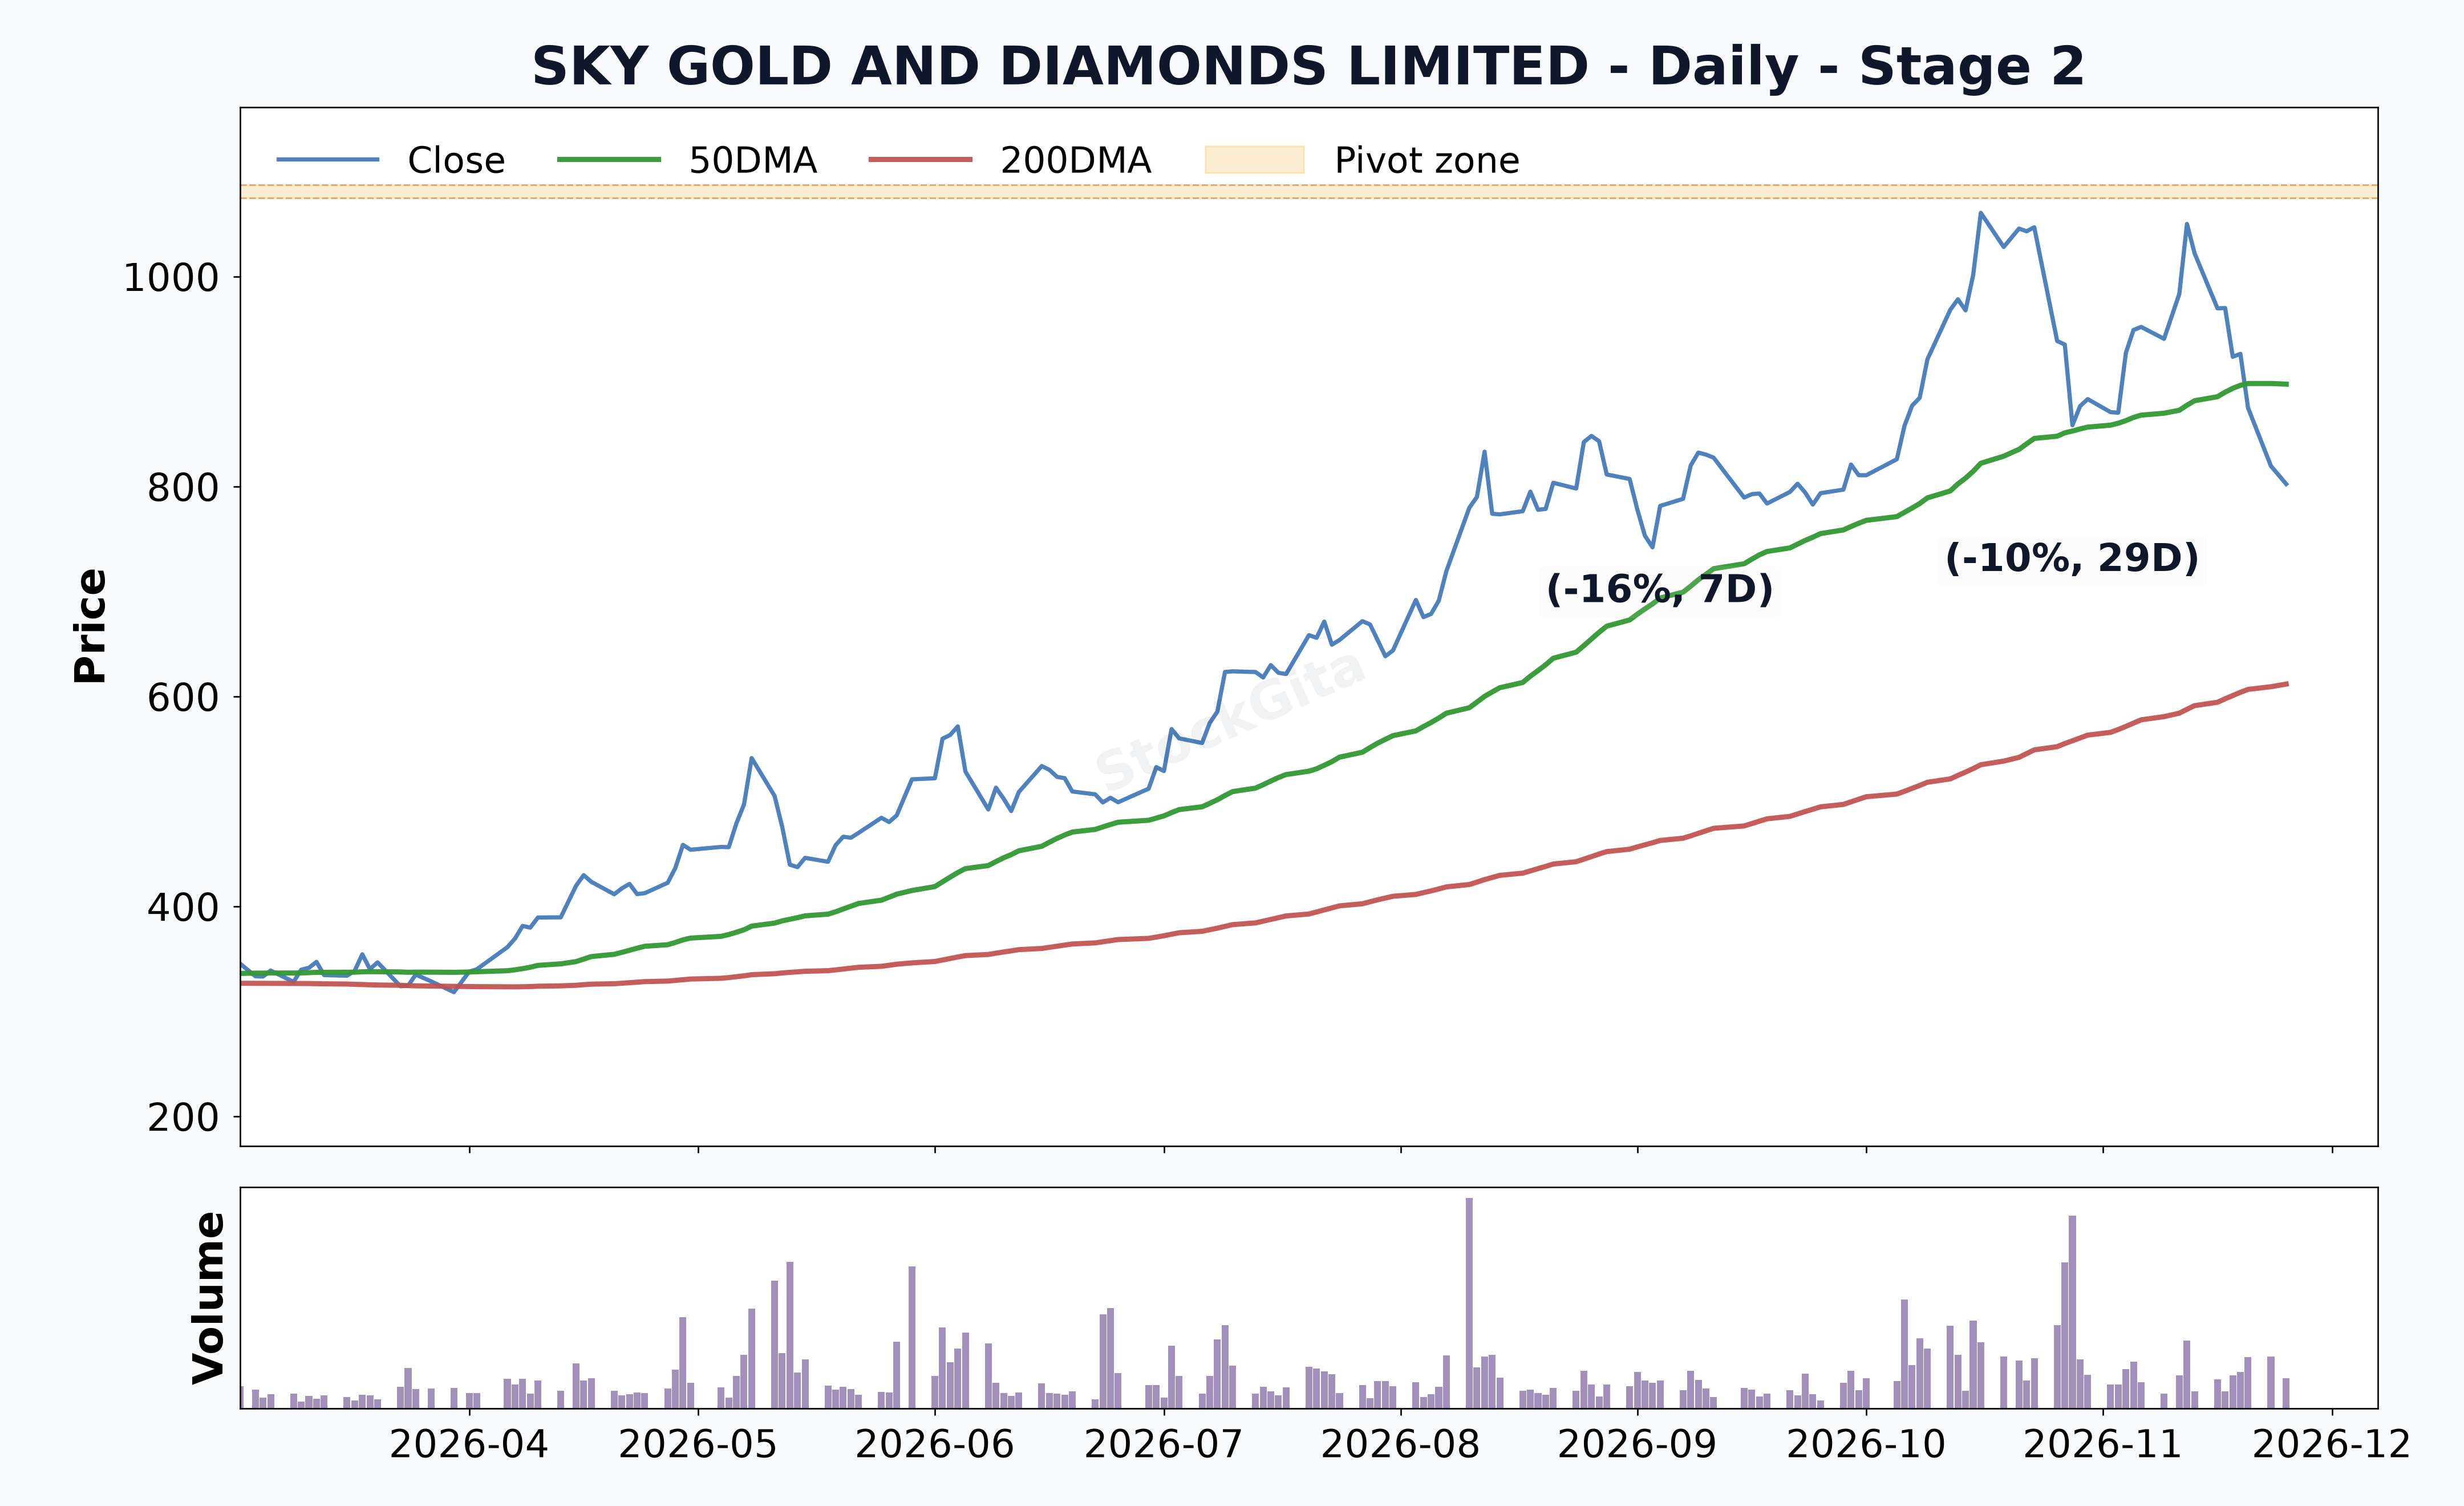 SKY GOLD AND DIAMONDS LIMITED - Daily - Stage 2
Close 50DMA 200DMA Pivot zone
1000
800
600
400
200
Price
(-16%, 7D)
(-10%, 29D)
StockGita
Volume
2026-04 2026-05 2026-06 2026-07 2026-08 2026-09 2026-10 2026-11 2026-12